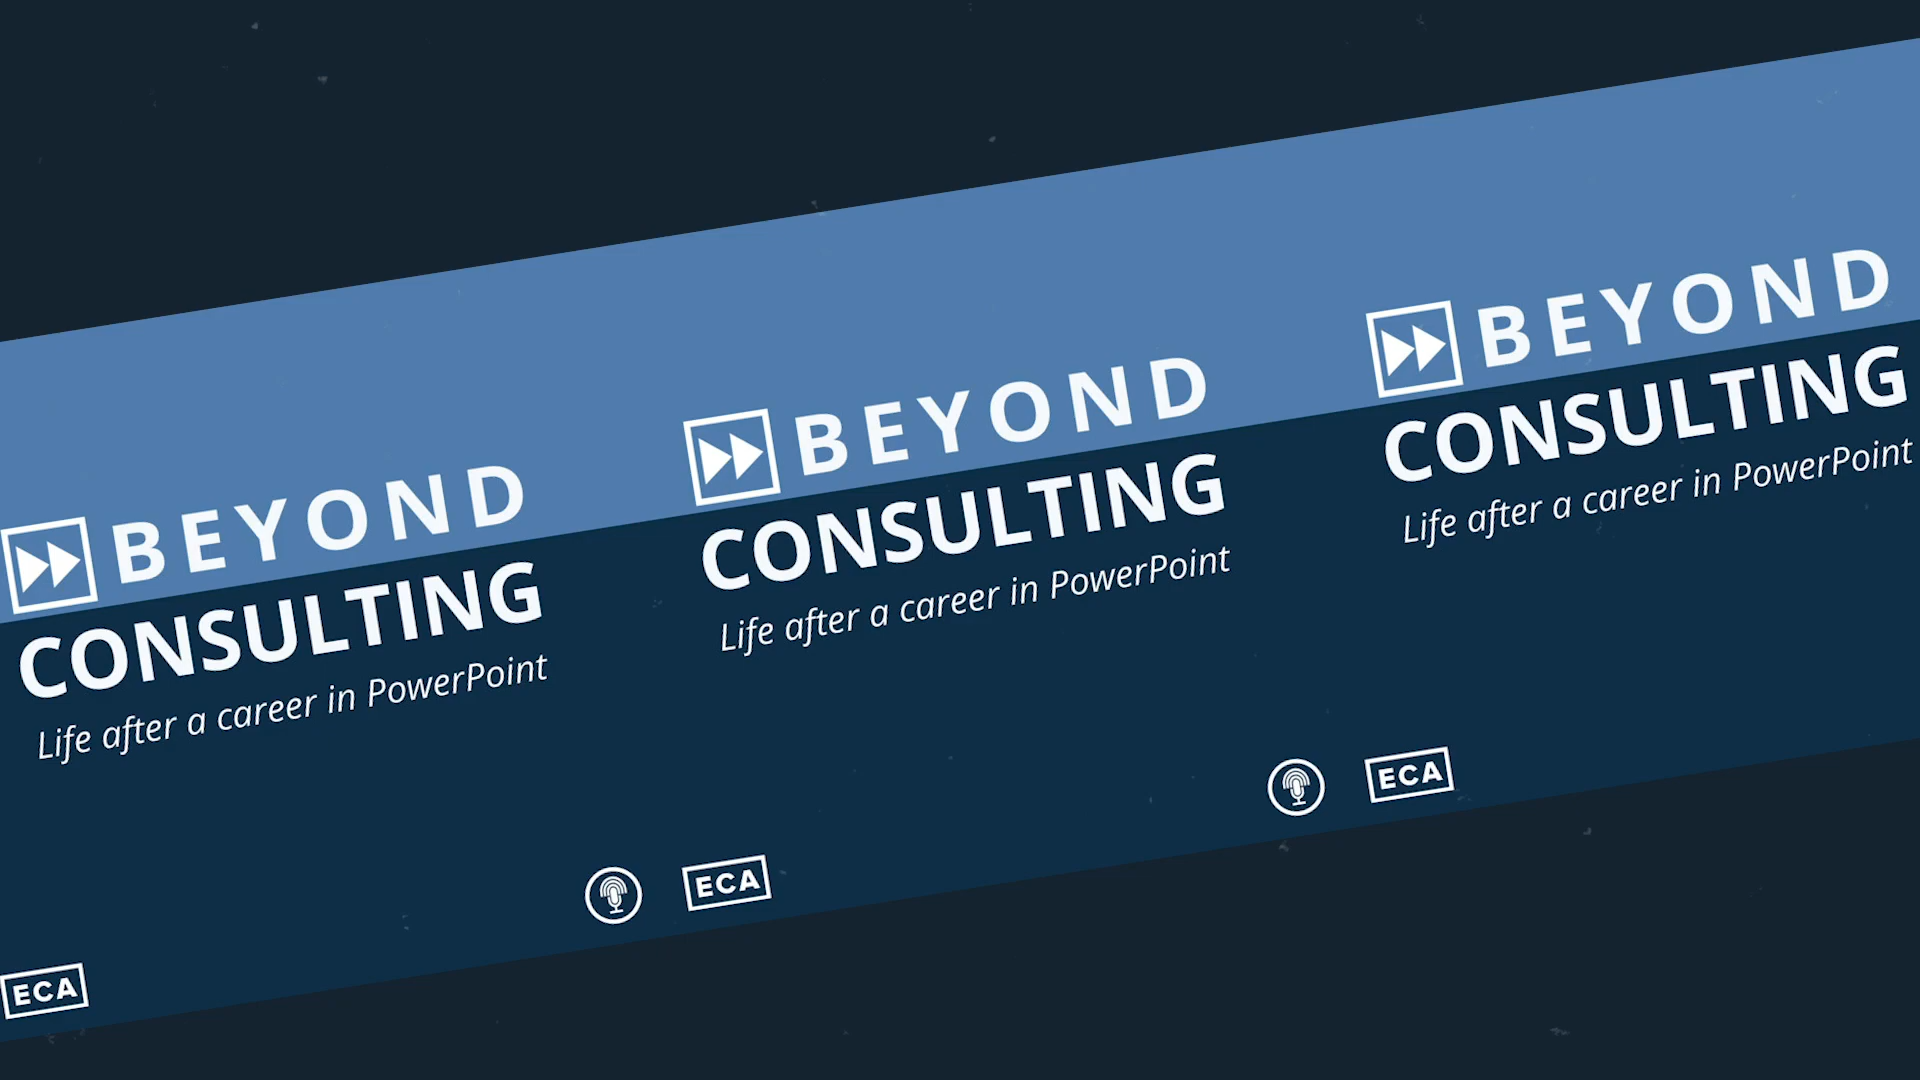 BEYOND
CONSULTING
Life after a career in PowerPoint
ECA
BEYOND
CONSULTING
Life after a career in PowerPoint
ECA
BEYOND
CONSULTING
Life after a career in PowerPoint
ECA